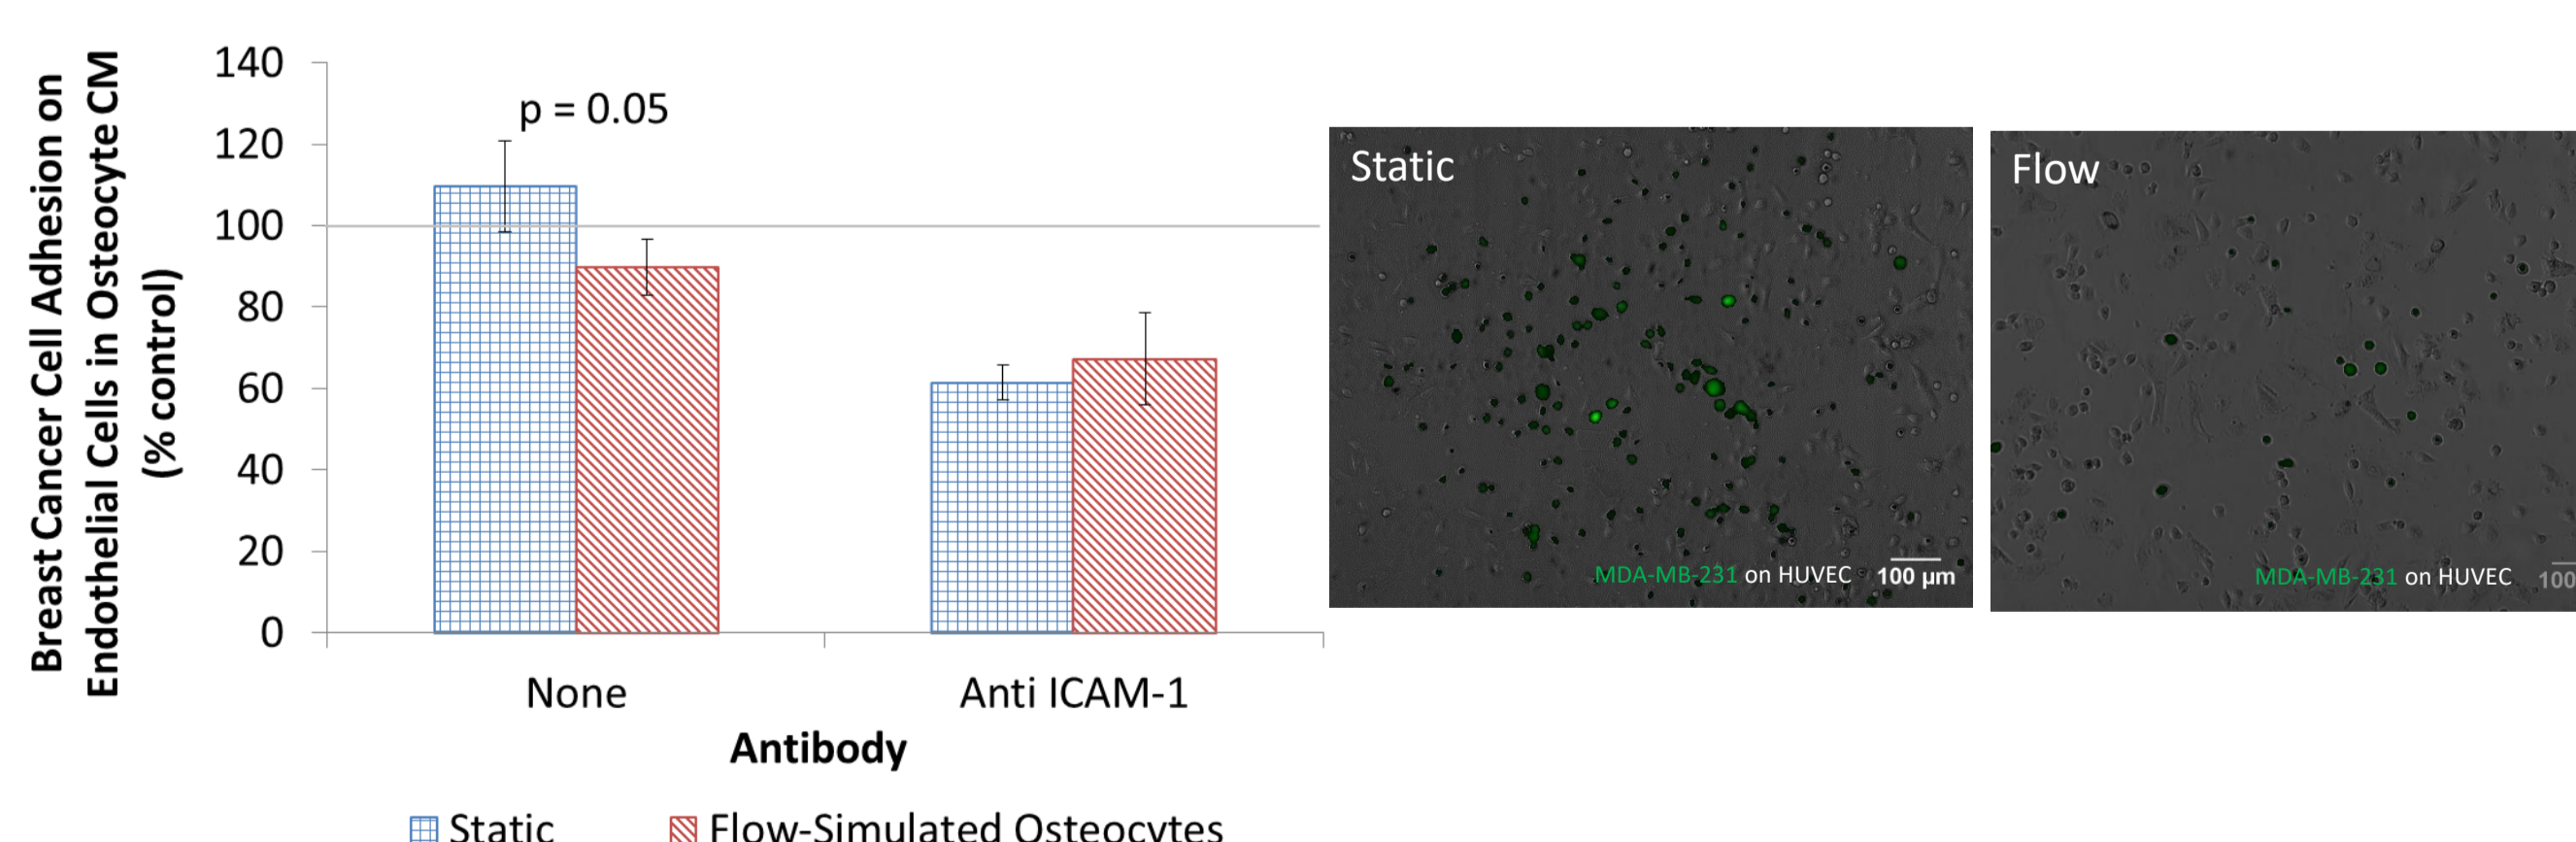 Breast Cancer Cell Adhesion on
Endothelial Cells in Osteocyte CM
(% control)
140
120
100
80
60
40
20
0
p = 0.05
None
Anti ICAM-1
Antibody
Static
Flow-Simulated Osteocytes
Static
MDA-MB-231 on HUVEC
100 µm
Flow
MDA-MB-231 on HUVEC
100